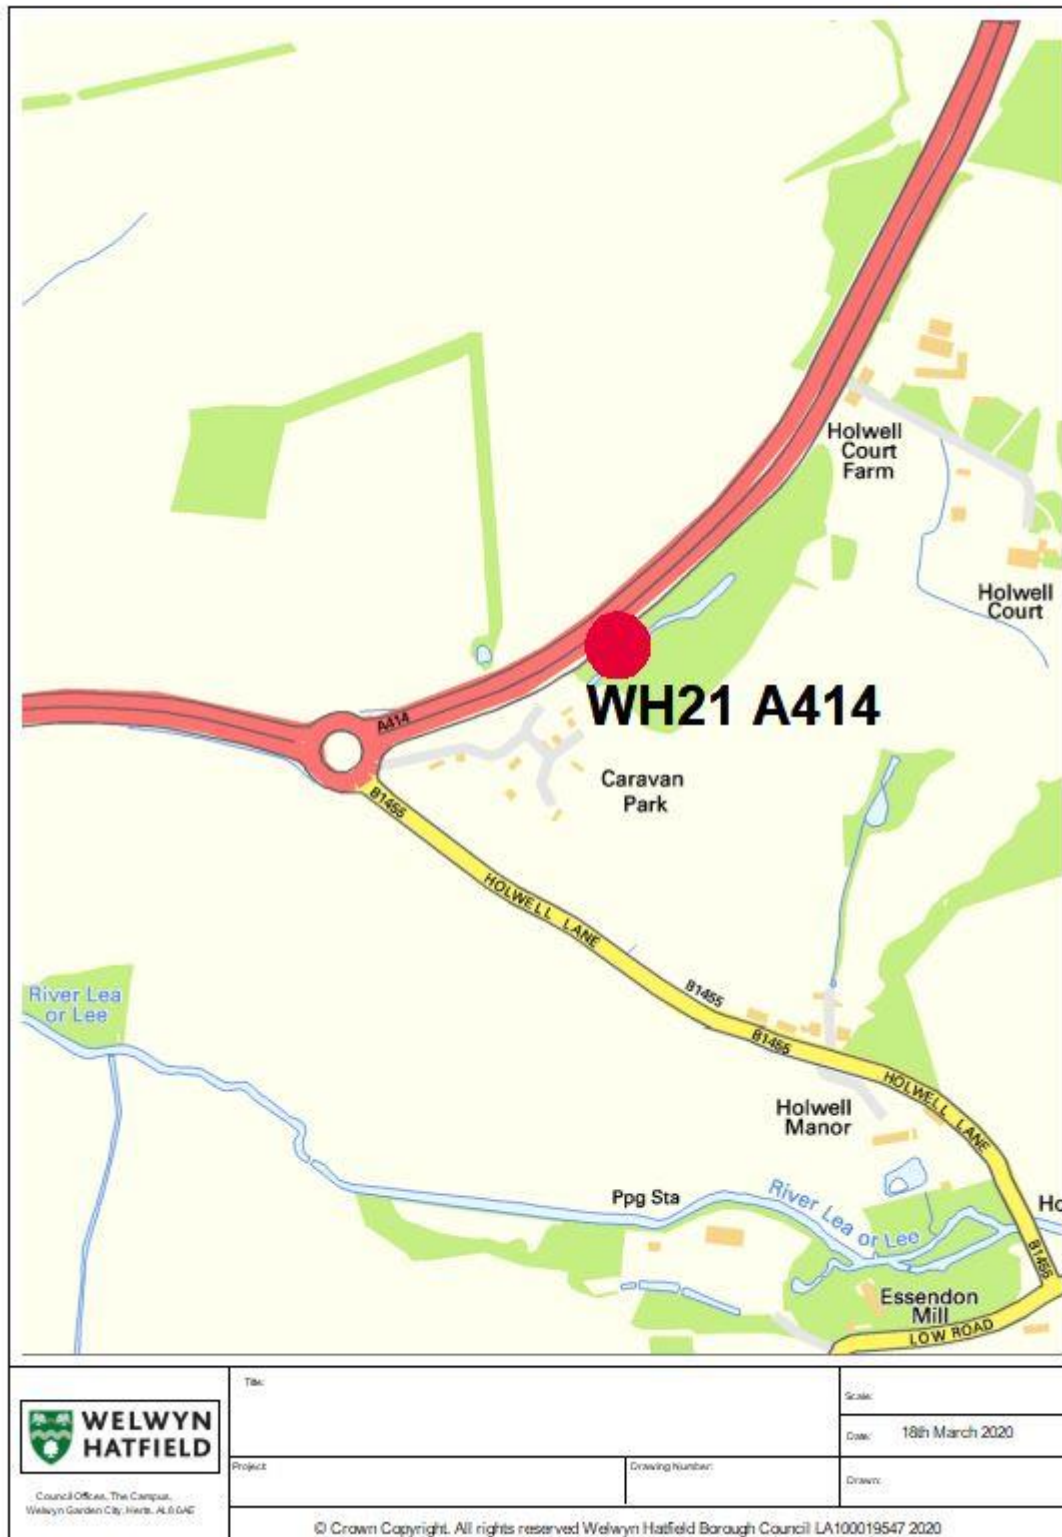 Holwell
Court
Farm
Holwell
Court
WH21 A414
A414
Caravan
Park
B1455
HOLWELL LANE
River Lea
or Lee
B1455
B1455
HOLWELL LANE
Holwell
Manor
Ppg Sta
River Lea or Lee
Ho
B1455
Essendon
Mill
LOW ROAD
WELWYN
HATFIELD
Council Offices, The Campus,
Welwyn Garden City, Herts, AL8 6AE
Title:
Scale:
Date: 18th March 2020
Project:
Drawing Number:
Drawn:
© Crown Copyright. All rights reserved Welwyn Hatfield Borough Council LA100019547 2020